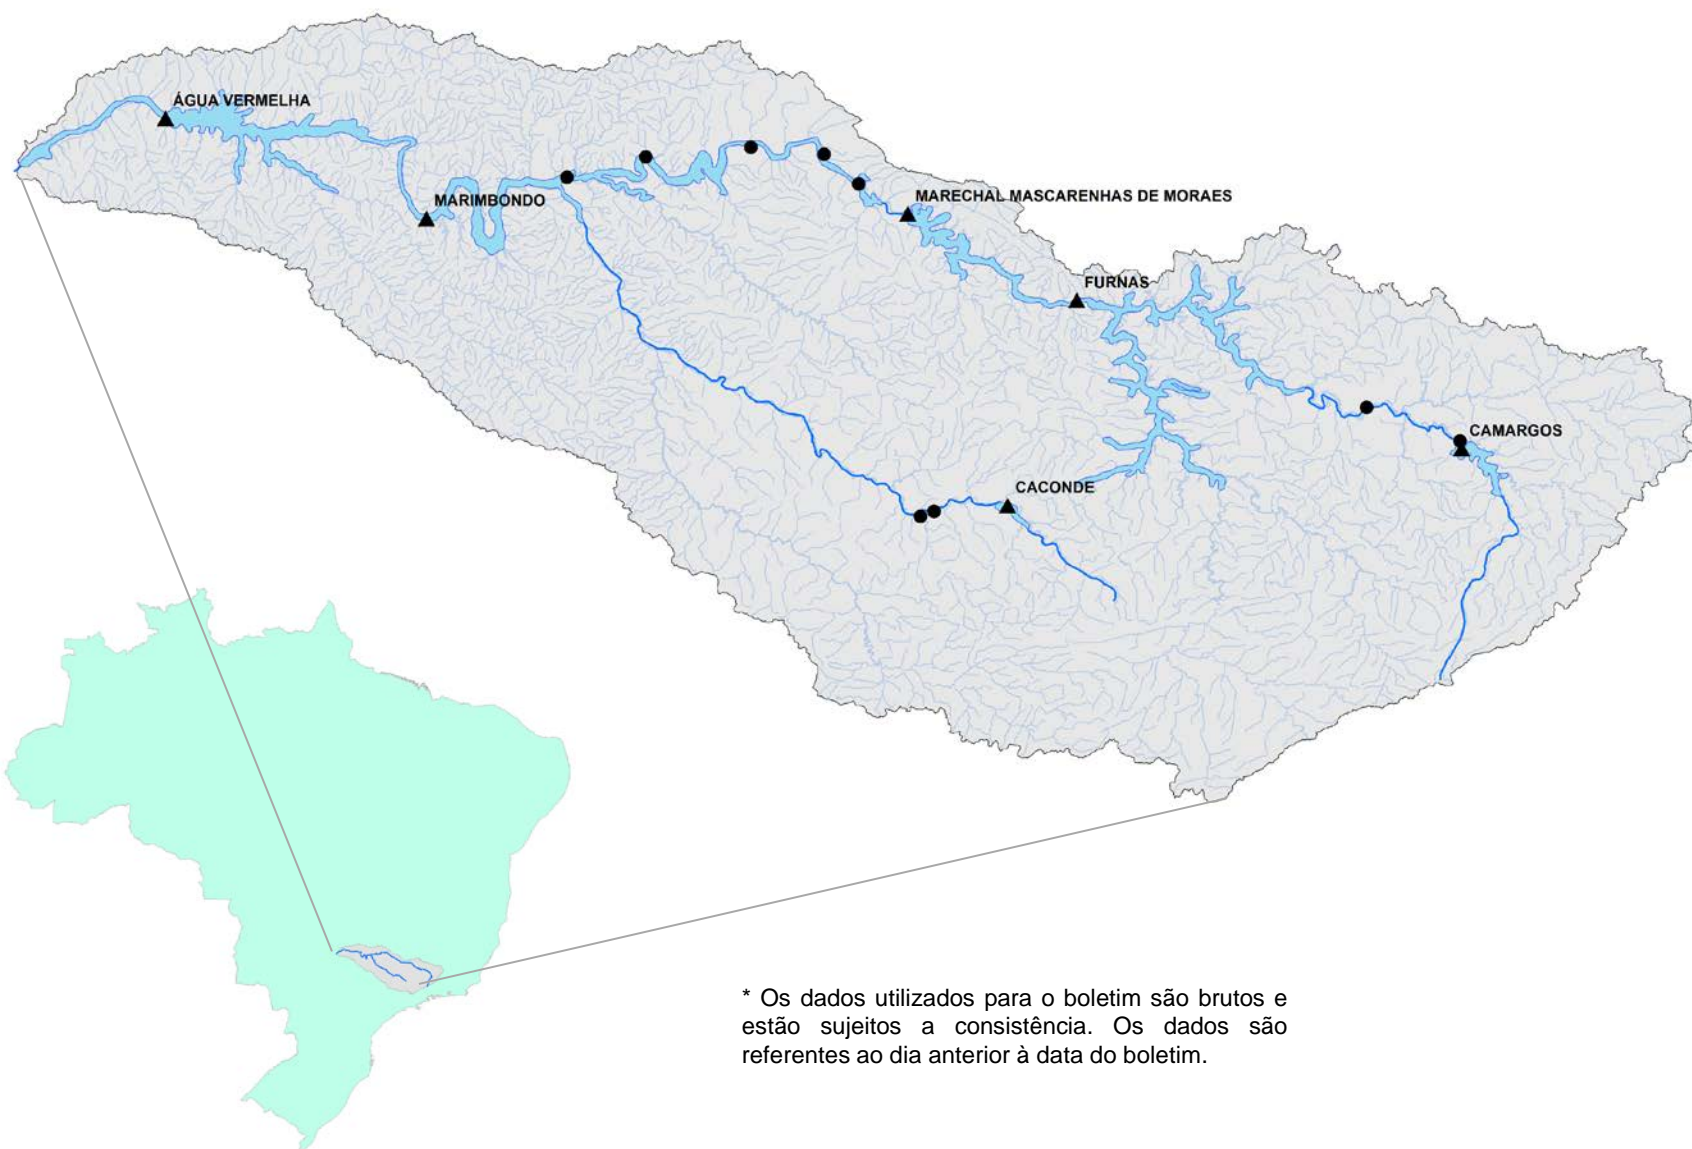 ÁGUA VERMELHA
MARIMBONDO
MARECHAL MASCARENHAS DE MORAES
FURNAS
CAMARGOS
CACONDE
* Os dados utilizados para o boletim são brutos e
estão sujeitos a consistência. Os dados são
referentes ao dia anterior à data do boletim.